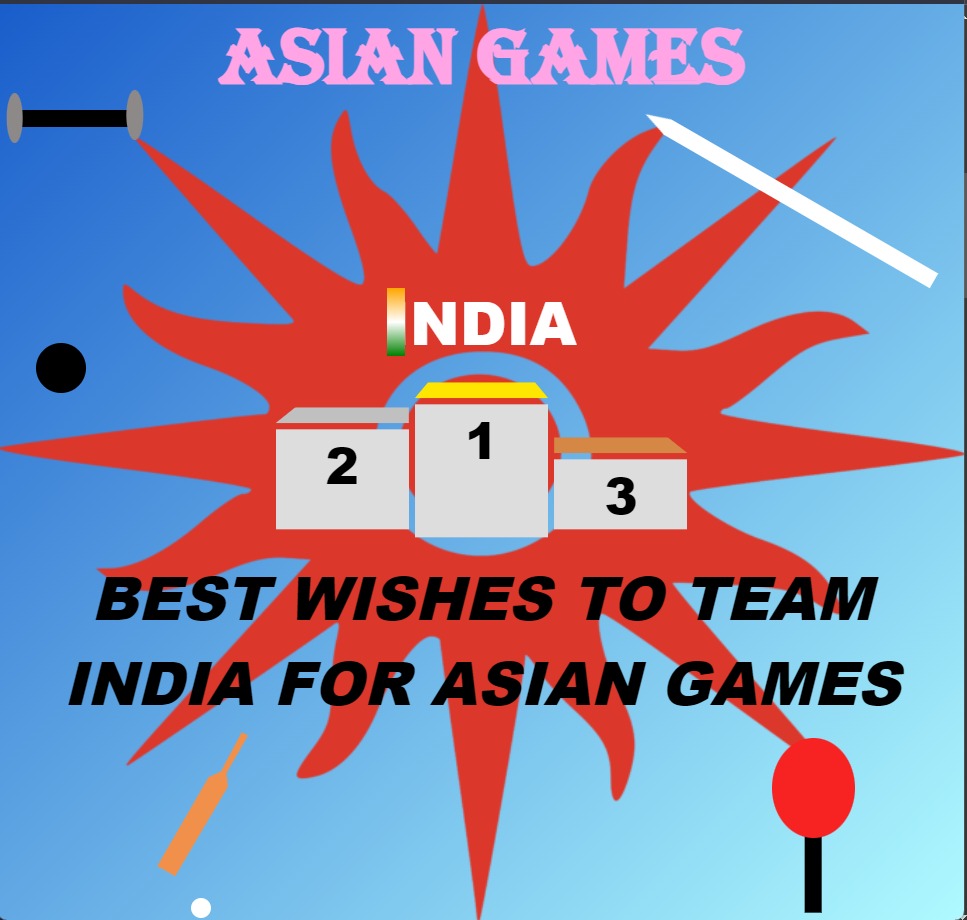 ASIAN GAMES
INDIA
1
2
3
BEST WISHES TO TEAM
INDIA FOR ASIAN GAMES